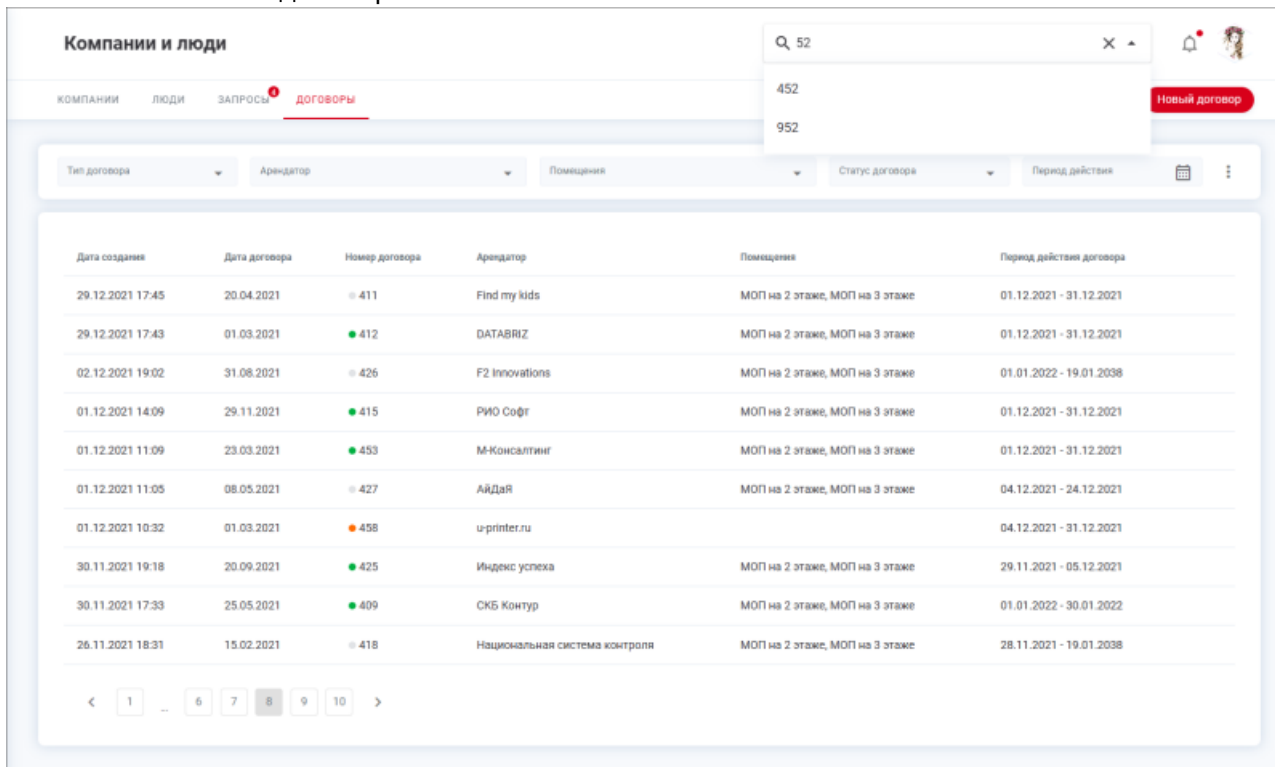 Компании и люди
52
452
952
КОМПАНИИ ЛЮДИ ЗАПРОСЫ 4 ДОГОВОРЫ
Новый договор
Тип договора Арендатор Помещения Статус договора Период действия
Дата создания Дата договора Номер договора Арендатор Помещения Период действия договора
29.12.2021 17:45 20.04.2021 411 Find my kids МОП на 2 этаже, МОП на 3 этаже 01.12.2021 - 31.12.2021
29.12.2021 17:43 01.03.2021 412 DATABRIZ МОП на 2 этаже, МОП на 3 этаже 01.12.2021 - 31.12.2021
02.12.2021 19:02 31.08.2021 426 F2 Innovations МОП на 2 этаже, МОП на 3 этаже 01.01.2022 - 19.01.2038
01.12.2021 14:09 29.11.2021 415 РИО Софт МОП на 2 этаже, МОП на 3 этаже 01.12.2021 - 31.12.2021
01.12.2021 11:09 23.03.2021 453 М-Консалтинг МОП на 2 этаже, МОП на 3 этаже 01.12.2021 - 31.12.2021
01.12.2021 11:05 08.05.2021 427 АйДаЯ МОП на 2 этаже, МОП на 3 этаже 04.12.2021 - 24.12.2021
01.12.2021 10:32 01.03.2021 458 u-printer.ru 04.12.2021 - 31.12.2021
30.11.2021 19:18 20.09.2021 425 Индекс успеха МОП на 2 этаже, МОП на 3 этаже 29.11.2021 - 05.12.2021
30.11.2021 17:33 25.05.2021 409 СКБ Контур МОП на 2 этаже, МОП на 3 этаже 01.01.2022 - 30.01.2022
26.11.2021 18:31 15.02.2021 418 Национальная система контроля МОП на 2 этаже, МОП на 3 этаже 28.11.2021 - 19.01.2038
< 1 ... 6 7 8 9 10 >